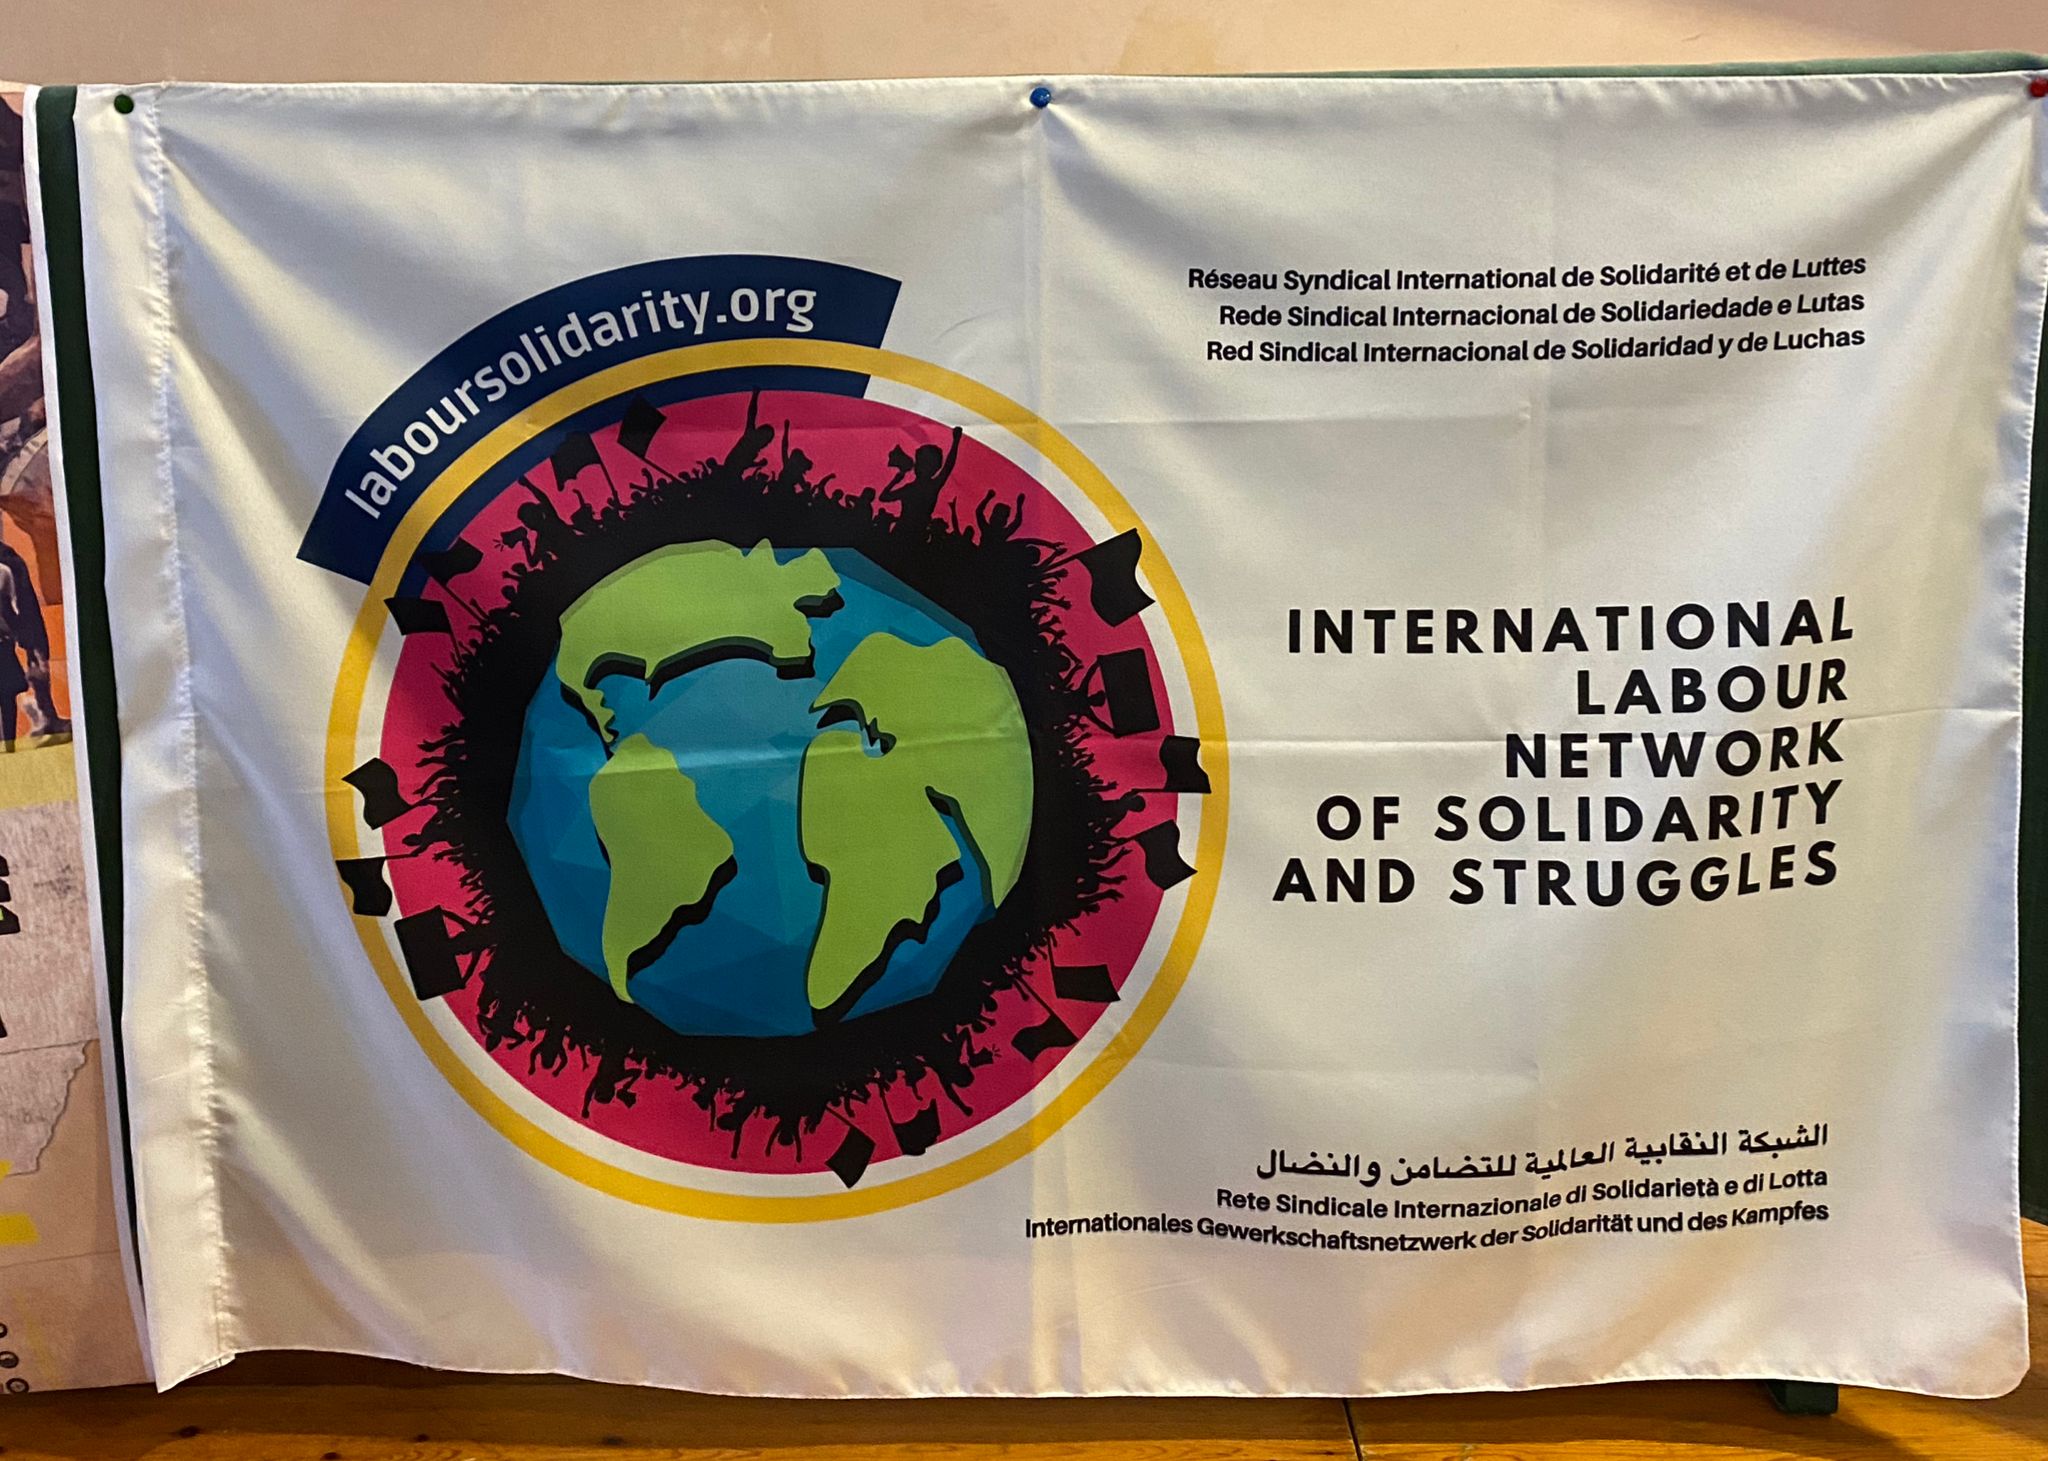 laboursolidarity.org
Réseau Syndical International de Solidarité et de Luttes
Rede Sindical Internacional de Solidariedade e Lutas
Red Sindical Internacional de Solidaridad y de Luchas
INTERNATIONAL
LABOUR
NETWORK
OF SOLIDARITY
AND STRUGGLES
الشبكة النقابية العالمية للتضامن والنضال
Rete Sindicale Internazionale di Solidarietà e di Lotta
Internationales Gewerkschaftsnetzwerk der Solidarität und des Kampfes